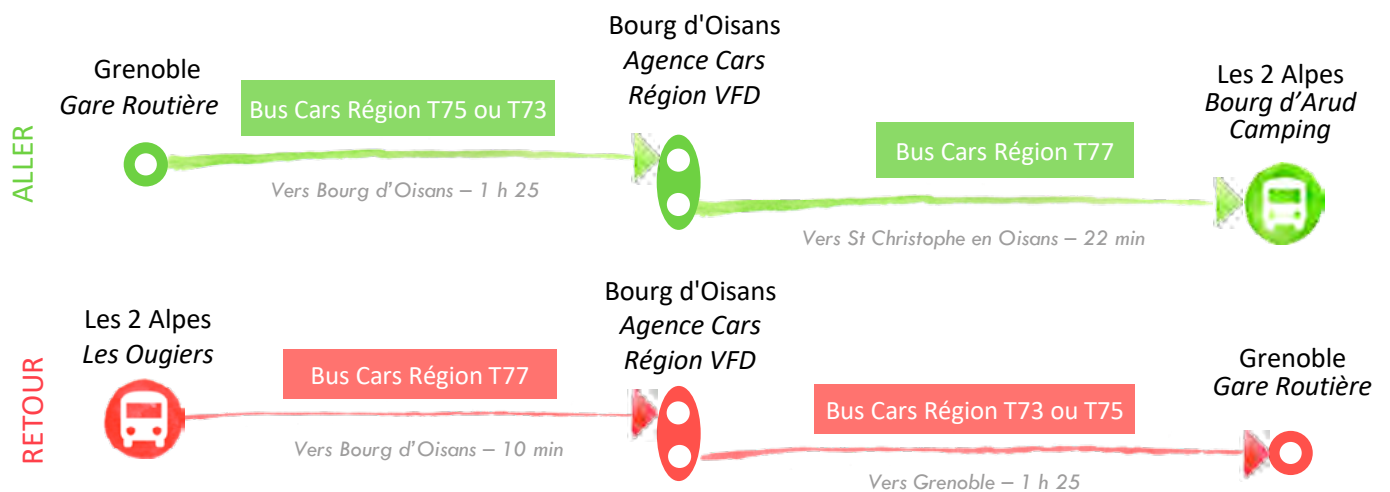 ALLER
Grenoble
Gare Routière
Bus Cars Région T75 ou T73
Vers Bourg d'Oisans – 1 h 25
Bourg d'Oisans
Agence Cars
Région VFD
Bus Cars Région T77
Vers St Christophe en Oisans – 22 min
Les 2 Alpes
Bourg d’Arud
Camping
RETOUR
Les 2 Alpes
Les Ougiers
Bus Cars Région T77
Vers Bourg d’Oisans – 10 min
Bourg d'Oisans
Agence Cars
Région VFD
Bus Cars Région T73 ou T75
Vers Grenoble – 1 h 25
Grenoble
Gare Routière